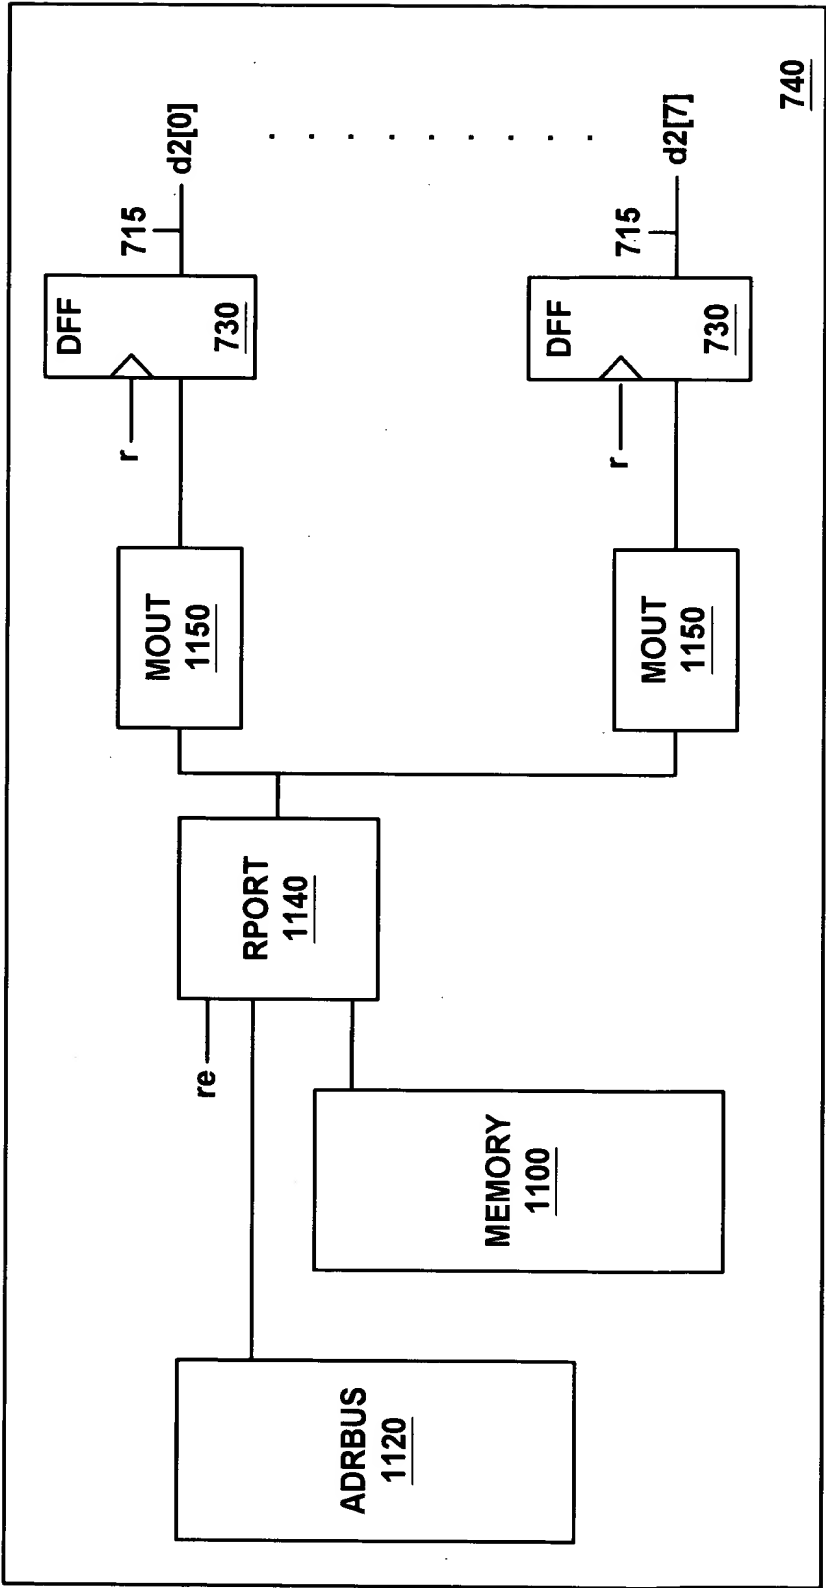 ADRBUS
1120
MEMORY
1100
re
RPORT
1140
MOUT
1150
MOUT
1150
r
DFF
730
r
DFF
730
715
d2[0]
715
d2[7]
740